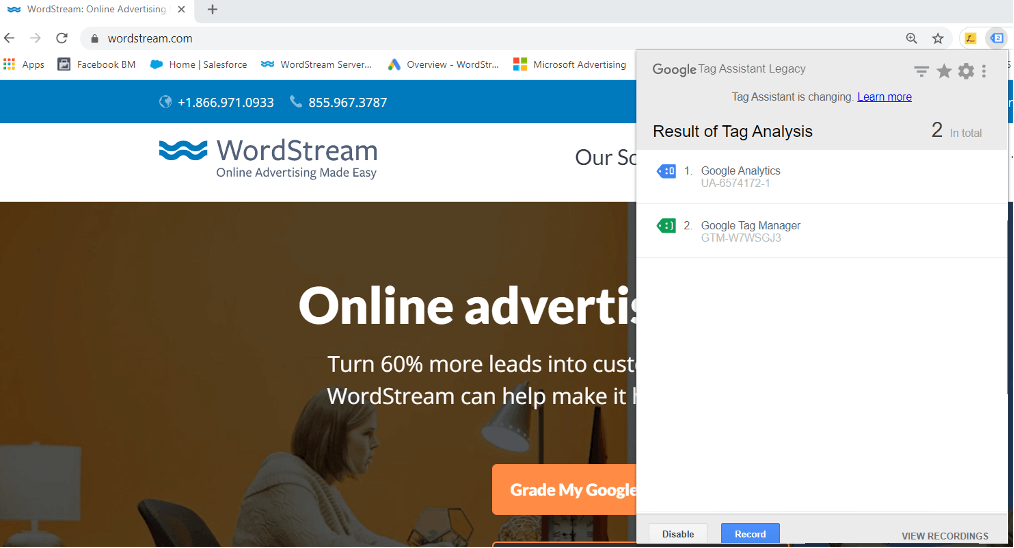 WordStream: Online Advertising
wordstream.com
Apps
Facebook BM
Home | Salesforce
WordStream Server...
Overview - WordStr...
Microsoft Advertising
+1.866.971.0933
855.967.3787
WordStream
Online Advertising Made Easy
Our So
Online advertis
Turn 60% more leads into cust
WordStream can help make it h
Grade My Google
Google Tag Assistant Legacy
Tag Assistant is changing. Learn more
Result of Tag Analysis
2 In total
1. Google Analytics
UA-6574172-1
2. Google Tag Manager
GTM-W7WSGJ3
Disable
Record
VIEW RECORDINGS